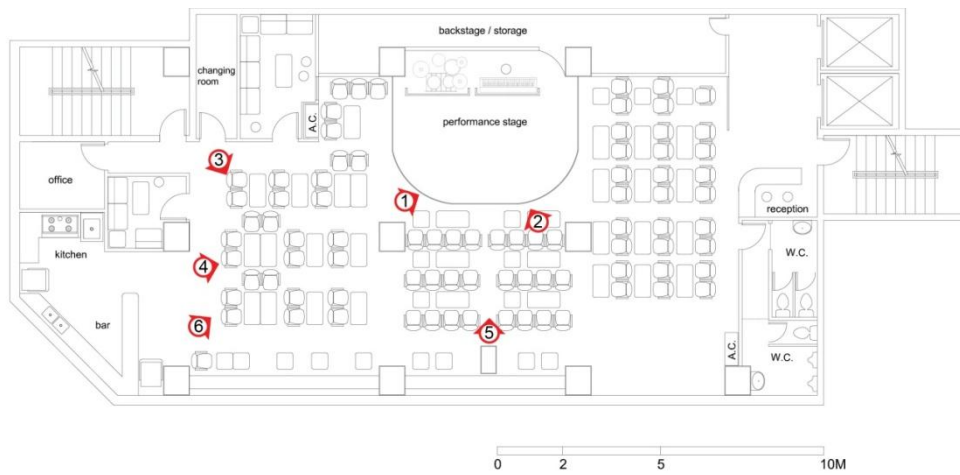 backstage / storage
changing
room
A.C.
performance stage
3
office
1
2
reception
kitchen
W.C.
4
bar
6
5
A.C.
W.C.
0 2 5 10M